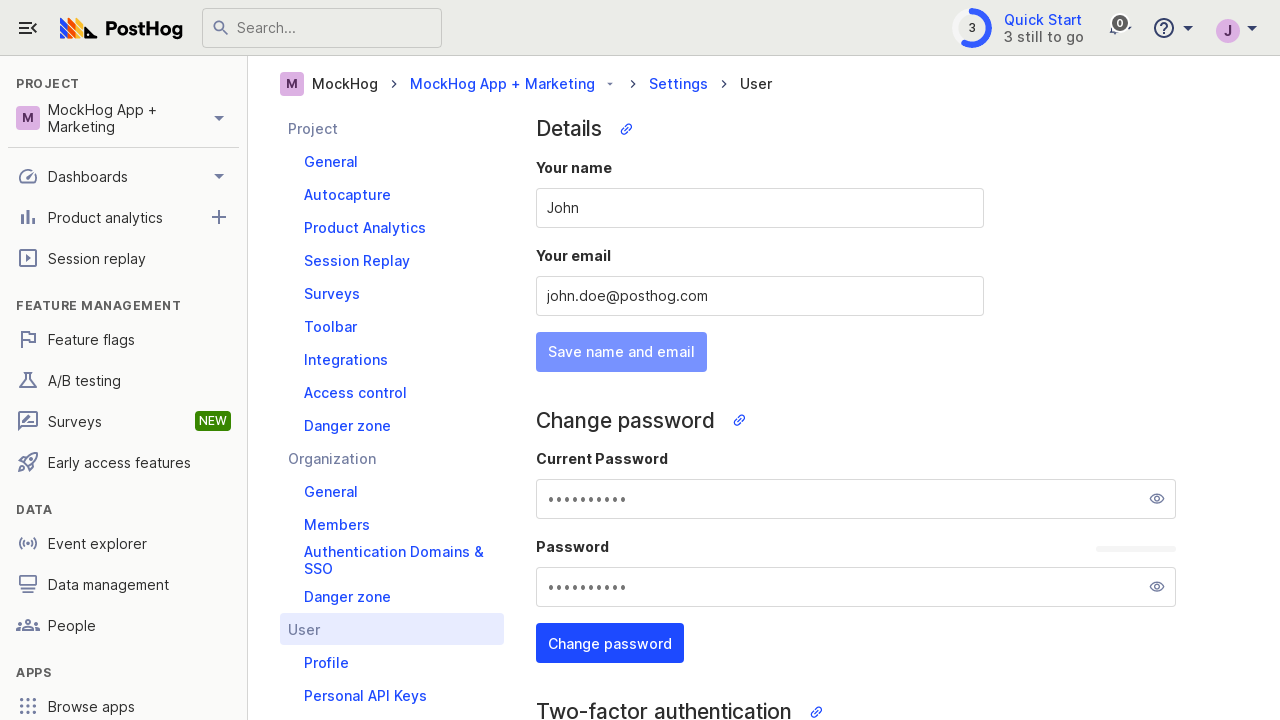 PostHog
Search...
3
Quick Start
3 still to go
0
J
PROJECT
M
MockHog App +
Marketing
Dashboards
Product analytics
Session replay
FEATURE MANAGEMENT
Feature flags
A/B testing
Surveys
NEW
Early access features
DATA
Event explorer
Data management
People
APPS
Browse apps
M MockHog
MockHog App + Marketing
Settings
User
Project
General
Autocapture
Product Analytics
Session Replay
Surveys
Toolbar
Integrations
Access control
Danger zone
Organization
General
Members
Authentication Domains &
SSO
Danger zone
User
Profile
Personal API Keys
Details
Your name
John
Your email
john.doe@posthog.com
Save name and email
Change password
Current Password
••••••••••
Password
••••••••••
Change password
Two-factor authentication